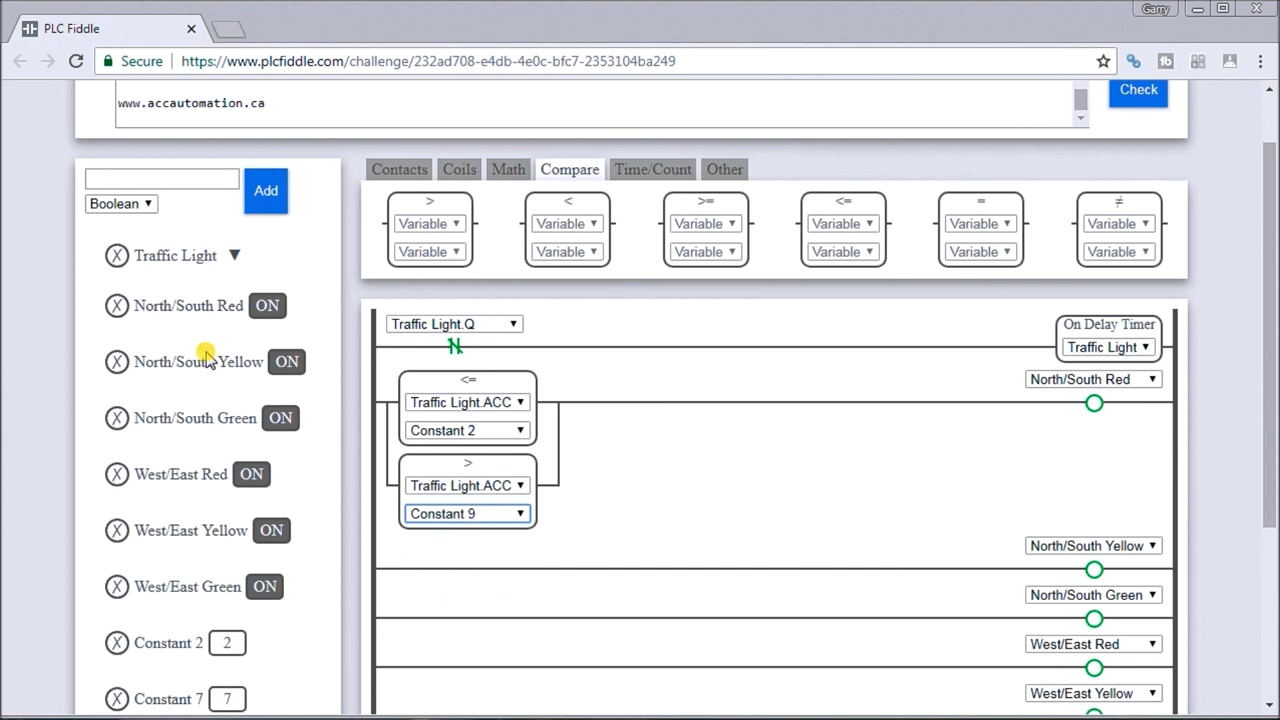 PLC Fiddle
Garry
Secure
https://www.plcfiddle.com/challenge/232ad708-e4db-4e0c-bfc7-2353104ba249
www.accautomation.ca
Check
Add
Boolean
Traffic Light
North/South Red ON
North/South Yellow ON
North/South Green ON
West/East Red ON
West/East Yellow ON
West/East Green ON
Constant 2 2
Constant 7 7
Contacts Coils Math Compare Time/Count Other
> < >= <= = ≠
Variable Variable Variable Variable Variable Variable
Variable Variable Variable Variable Variable Variable
Traffic Light.Q
On Delay Timer
Traffic Light
North/South Red
<=
Traffic Light.ACC
Constant 2
>
Traffic Light.ACC
Constant 9
North/South Yellow
North/South Green
West/East Red
West/East Yellow